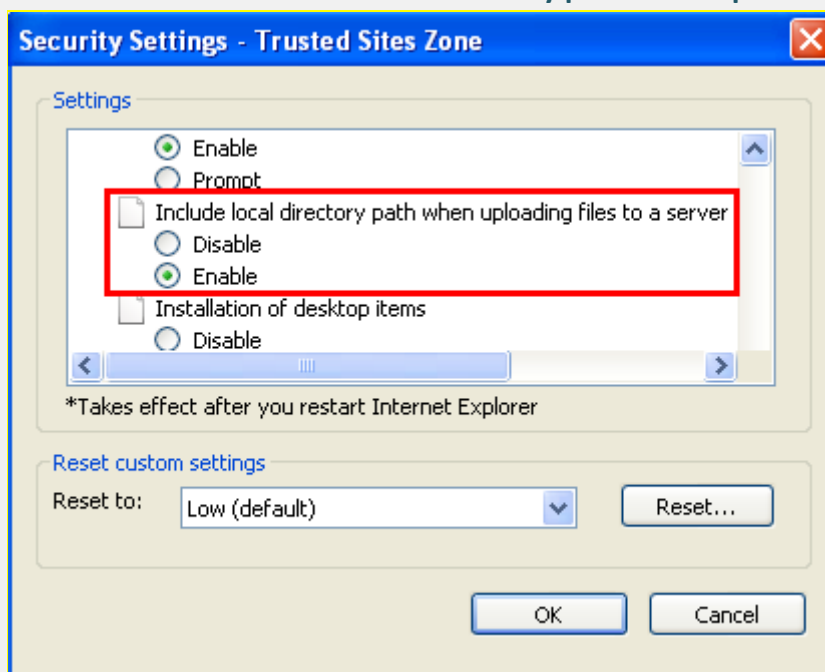 Security Settings - Trusted Sites Zone
Settings
Enable
Prompt
Include local directory path when uploading files to a server
Disable
Enable
Installation of desktop items
Disable
*Takes effect after you restart Internet Explorer
Reset custom settings
Reset to: Low (default) Reset...
OK Cancel